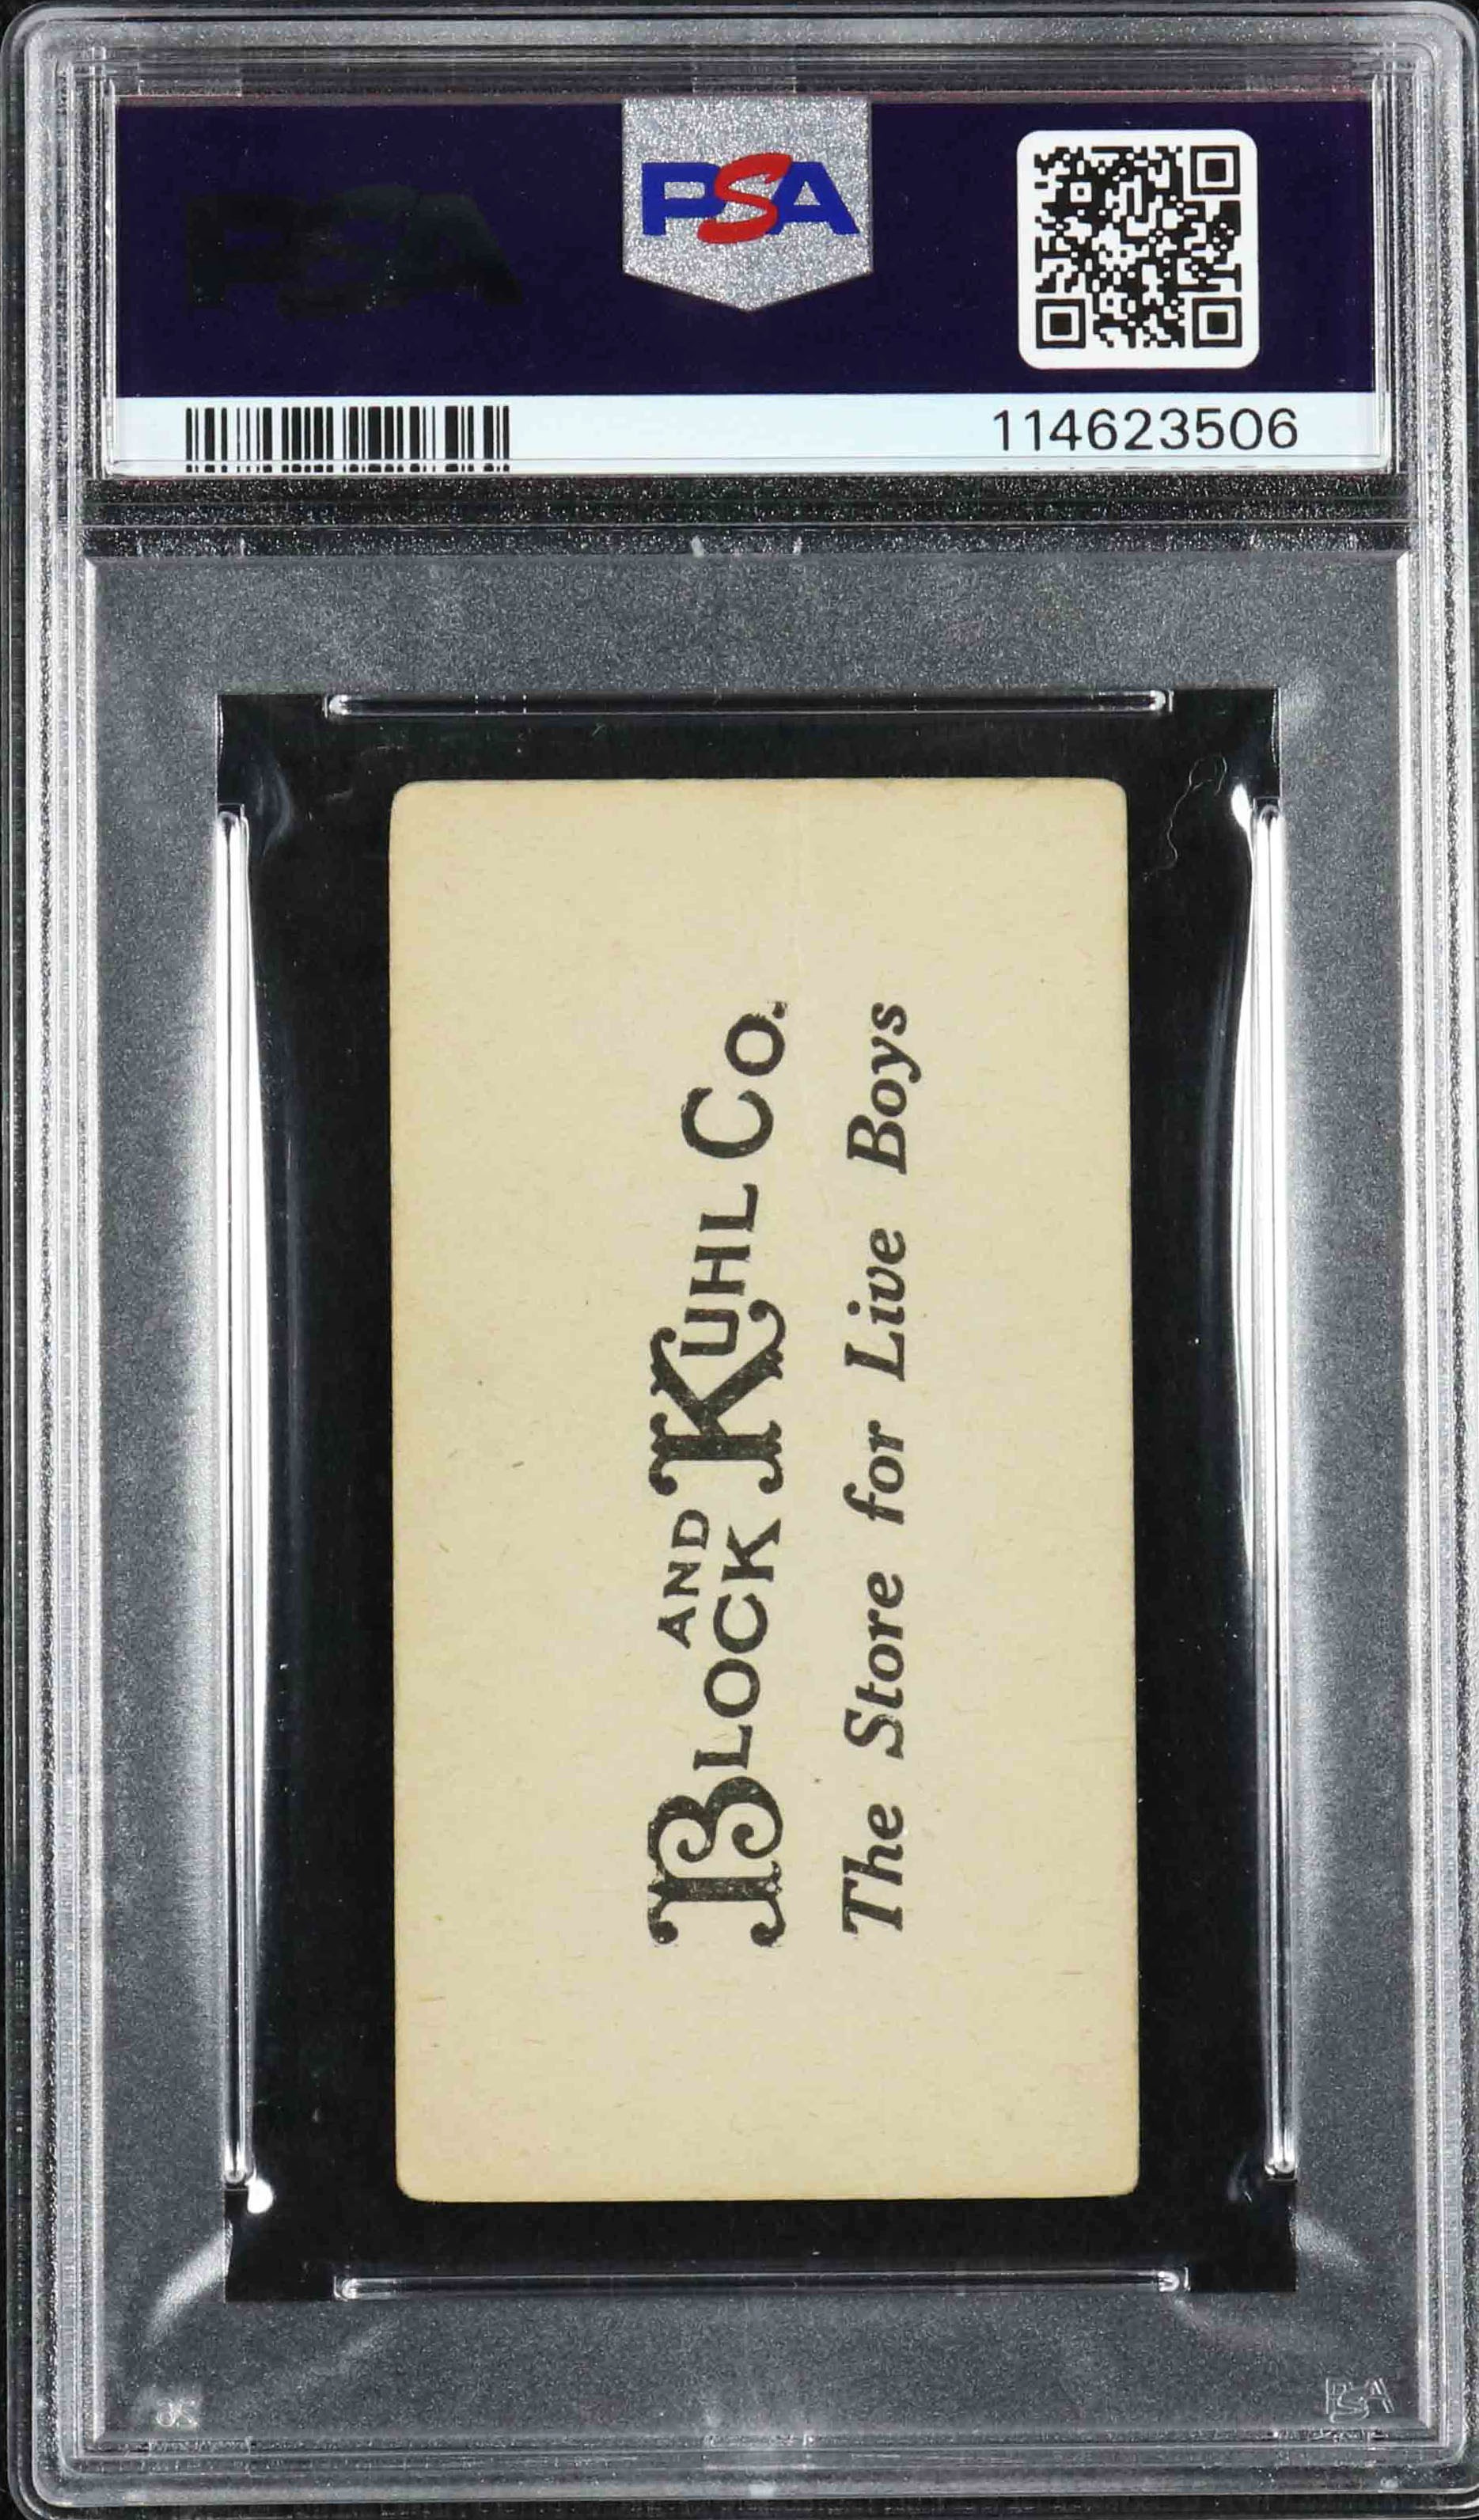 PSA
PSA
114623506
BLOCK AND KUHL CO.
The Store for Live Boys
PSA